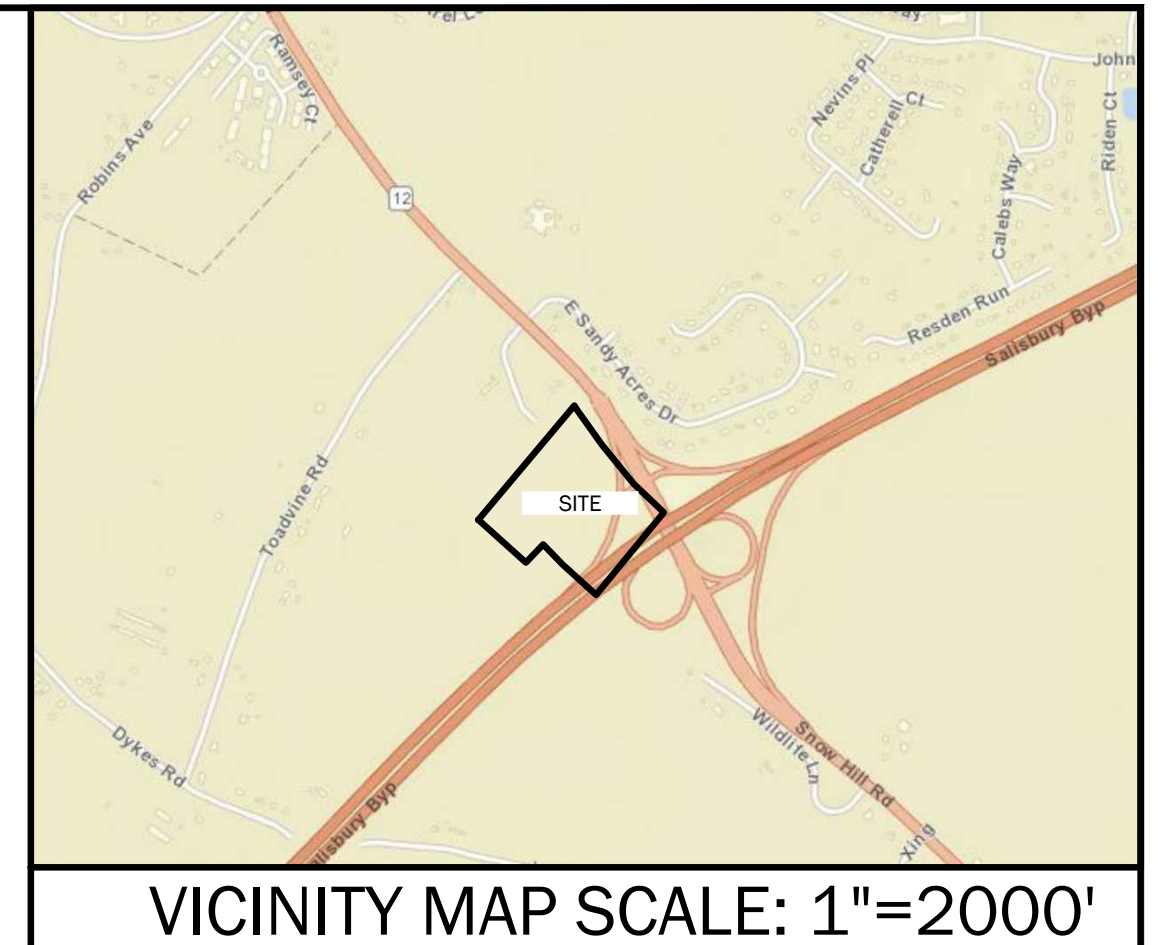 Ramsey Ct
Robins Ave
12
Nevins Pl
Catherell Ct
John
Riden Ct
Calebs Way
Resden Run
Salisbury Byp
E Sandy Acres Dr
SITE
Toadvine Rd
Dykes Rd
Salisbury Byp
Wildlife Ln
Snow Hill Rd
Xing
VICINITY MAP SCALE: 1"=2000'